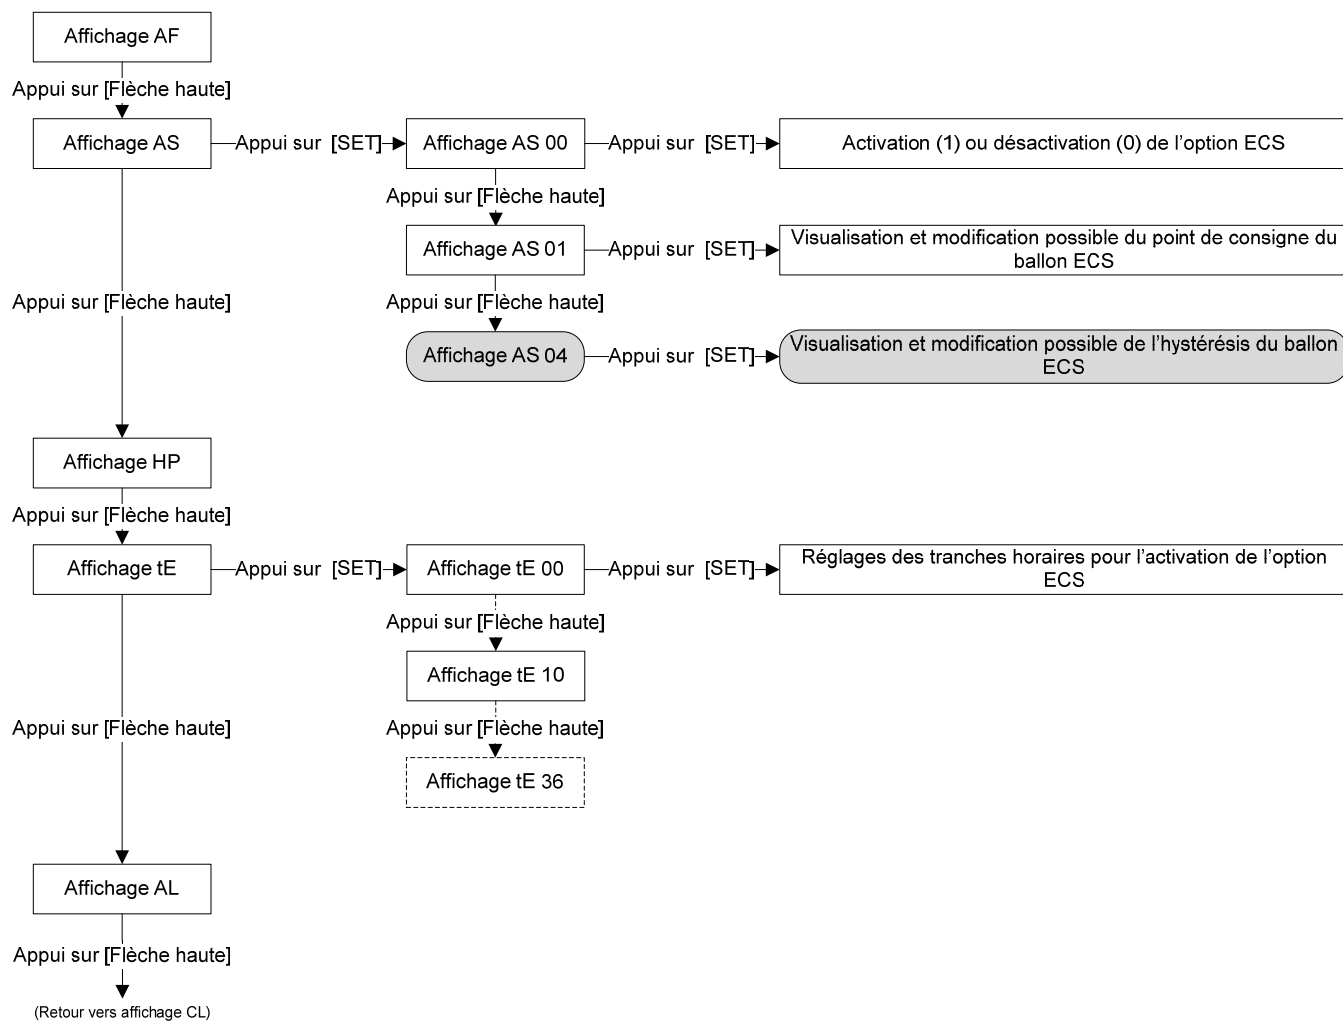 Affichage AF
Appui sur [Flèche haute]
Affichage AS
Appui sur [SET]
Affichage AS 00
Appui sur [SET]
Activation (1) ou désactivation (0) de l'option ECS
Appui sur [Flèche haute]
Affichage AS 01
Appui sur [SET]
Visualisation et modification possible du point de consigne du
ballon ECS
Appui sur [Flèche haute]
Appui sur [Flèche haute]
Affichage AS 04
Appui sur [SET]
Visualisation et modification possible de l'hystérésis du ballon
ECS
Affichage HP
Appui sur [Flèche haute]
Affichage tE
Appui sur [SET]
Affichage tE 00
Appui sur [SET]
Réglages des tranches horaires pour l'activation de l'option
ECS
Appui sur [Flèche haute]
Affichage tE 10
Appui sur [Flèche haute]
Appui sur [Flèche haute]
Affichage tE 36
Affichage AL
Appui sur [Flèche haute]
(Retour vers affichage CL)